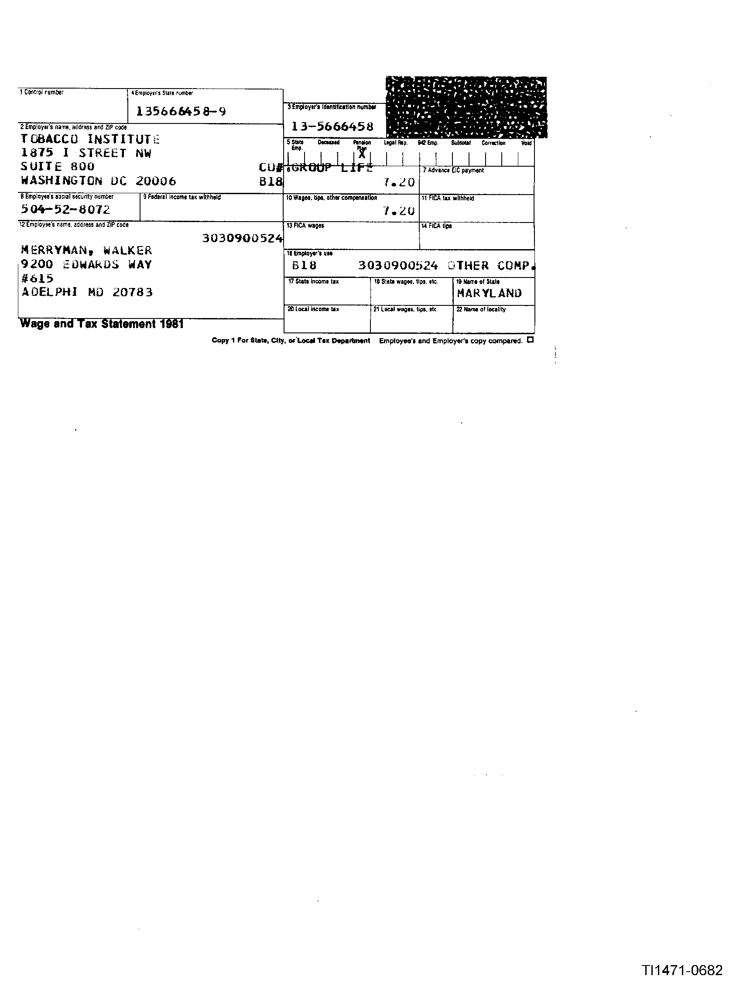 1 Control number
4 Employer's State number
135666458-9
3 Employer's identification number
13-5666458
2 Employer's name, address and ZIP code
TOBACCO INSTITUTE
1875 I STREET NW
SUITE 800
WASHINGTON DC 20006
CO# GROUP LIFE
B18
5 State Emp. Deceased Pension Plan Legal Rep. 942 Emp. Subtotal Correction Void
X
7 Advance EIC payment
7.20
8 Employee's social security number
504-52-8072
9 Federal income tax withheld
10 Wages, tips, other compensation
7.20
11 FICA tax withheld
12 Employee's name, address and ZIP code
3030900524
MERRYMAN, WALKER
9200 EDWARDS WAY
#615
ADELPHI MD 20783
13 FICA wages
14 FICA tips
16 Employer's use
B18 3030900524 OTHER COMP.
17 State income tax
18 State wages, tips, etc.
19 Name of State
MARYLAND
20 Local income tax
21 Local wages, tips, etc.
22 Name of locality
Wage and Tax Statement 1981
Copy 1 For State, City, or Local Tax Department Employee's and Employer's copy compared.
TI1471-0682